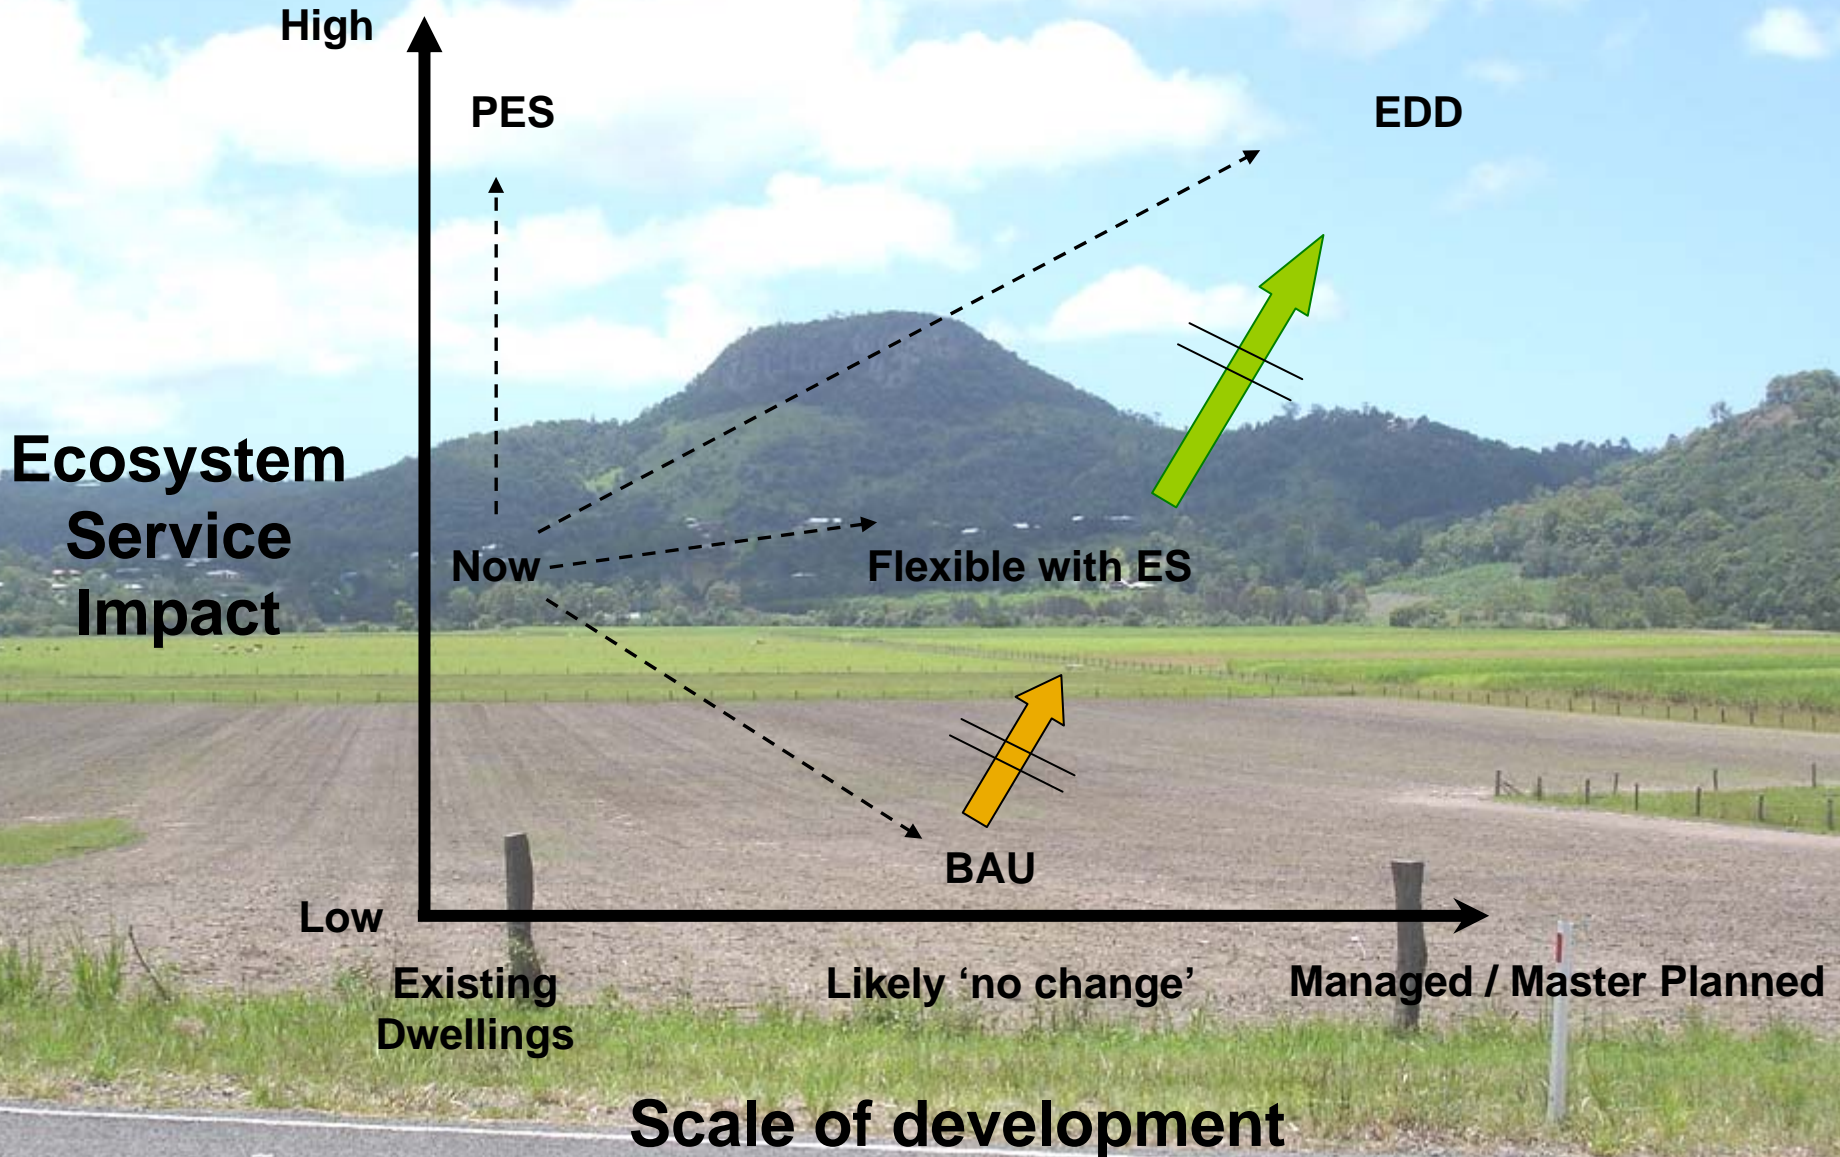 High
PES
EDD
Ecosystem
Service
Impact
Now
Flexible with ES
BAU
Low
Existing
Dwellings
Likely ‘no change’
Managed / Master Planned
Scale of development